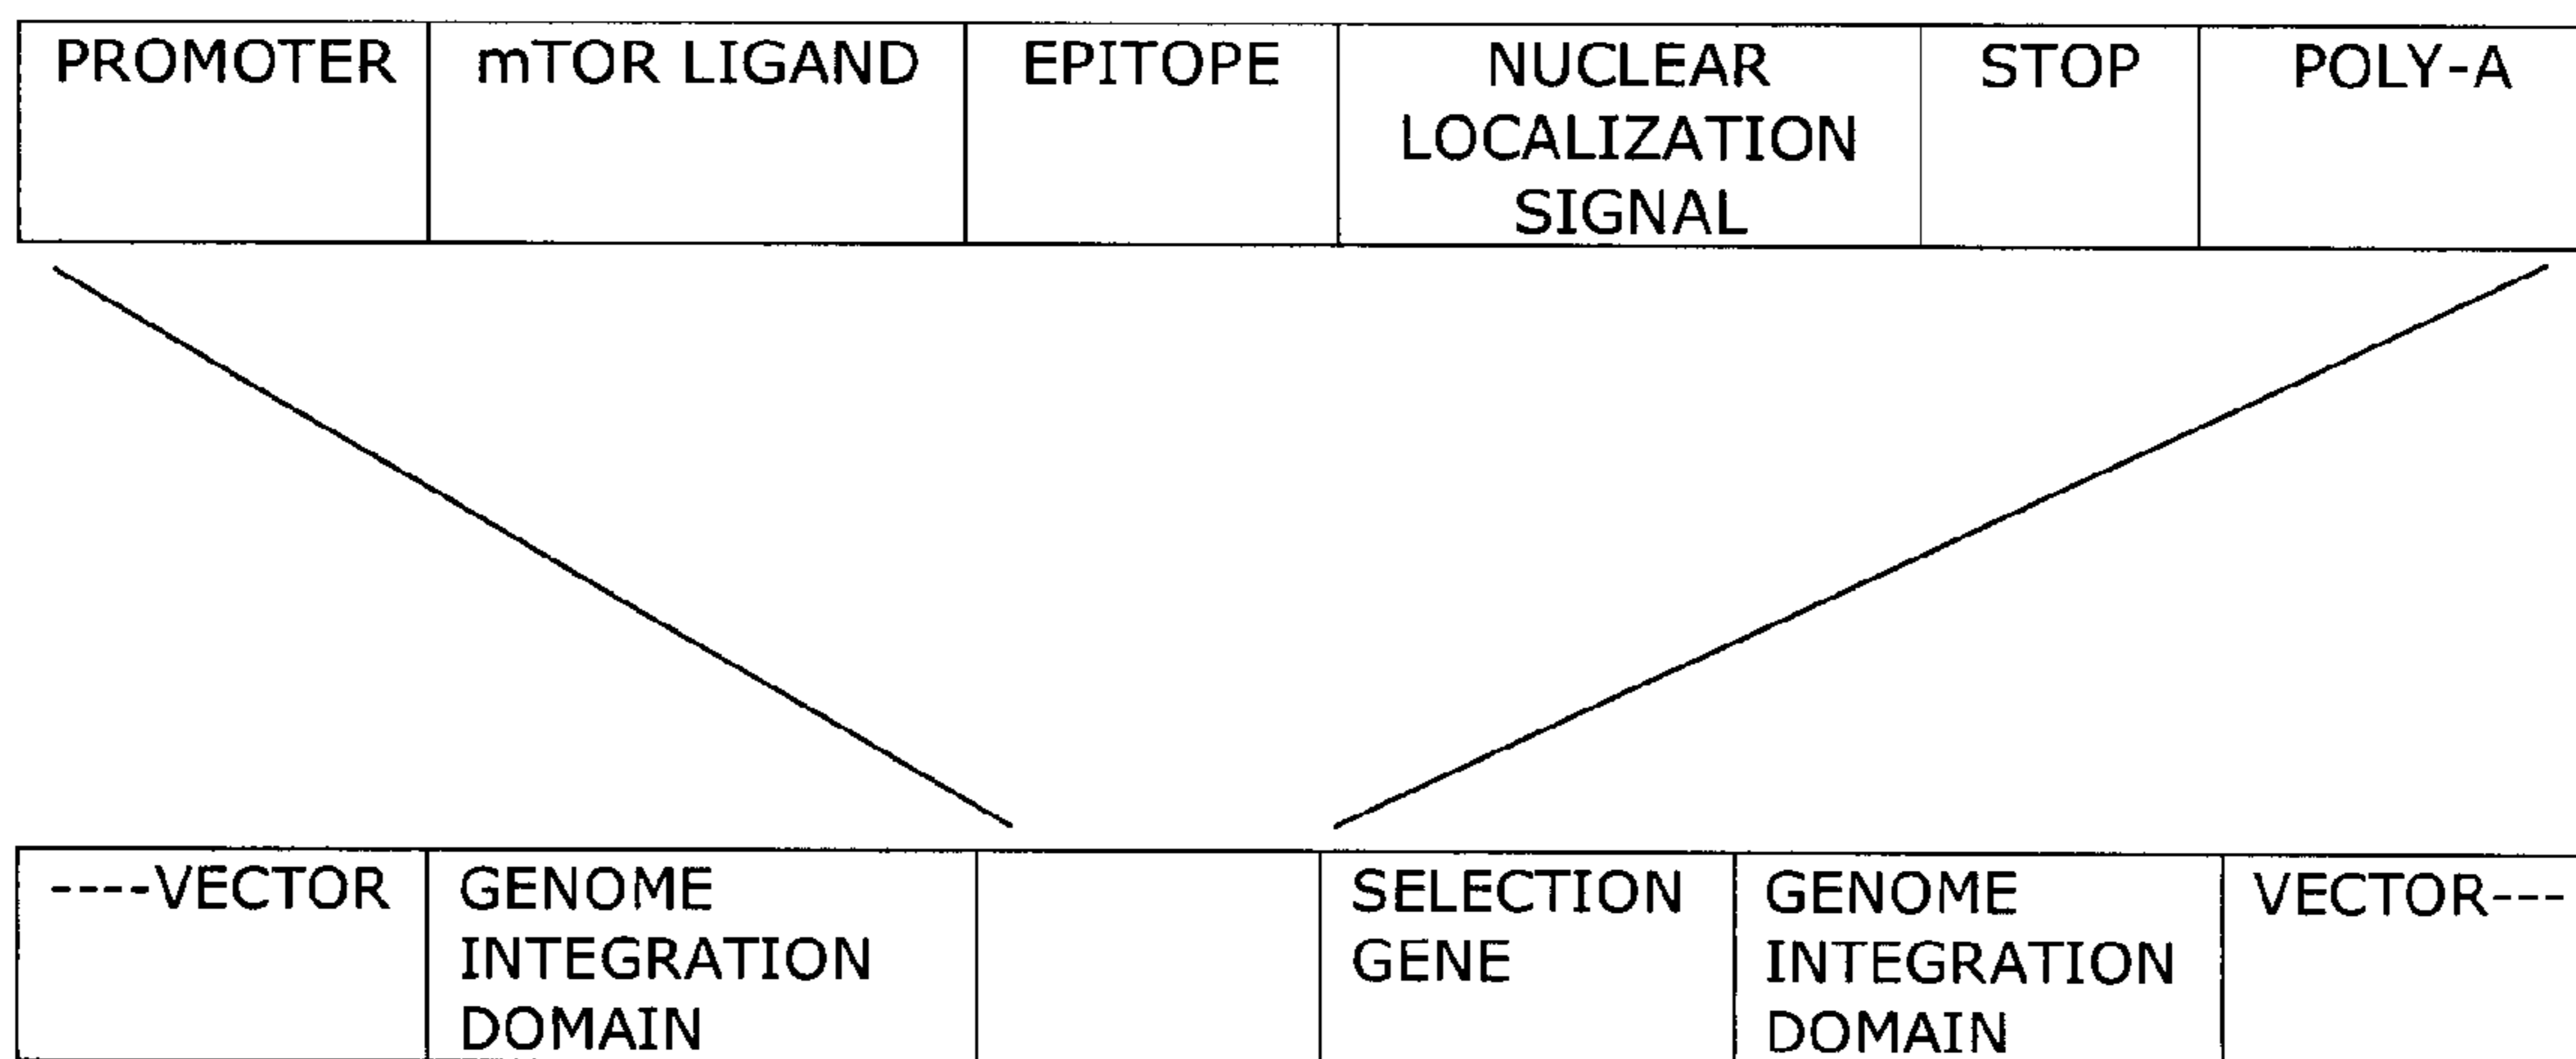 PROMOTER mTOR LIGAND EPITOPE NUCLEAR STOP POLY-A
LOCALIZATION
SIGNAL
----VECTOR GENOME SELECTION GENOME VECTOR---
INTEGRATION GENE INTEGRATION
DOMAIN DOMAIN